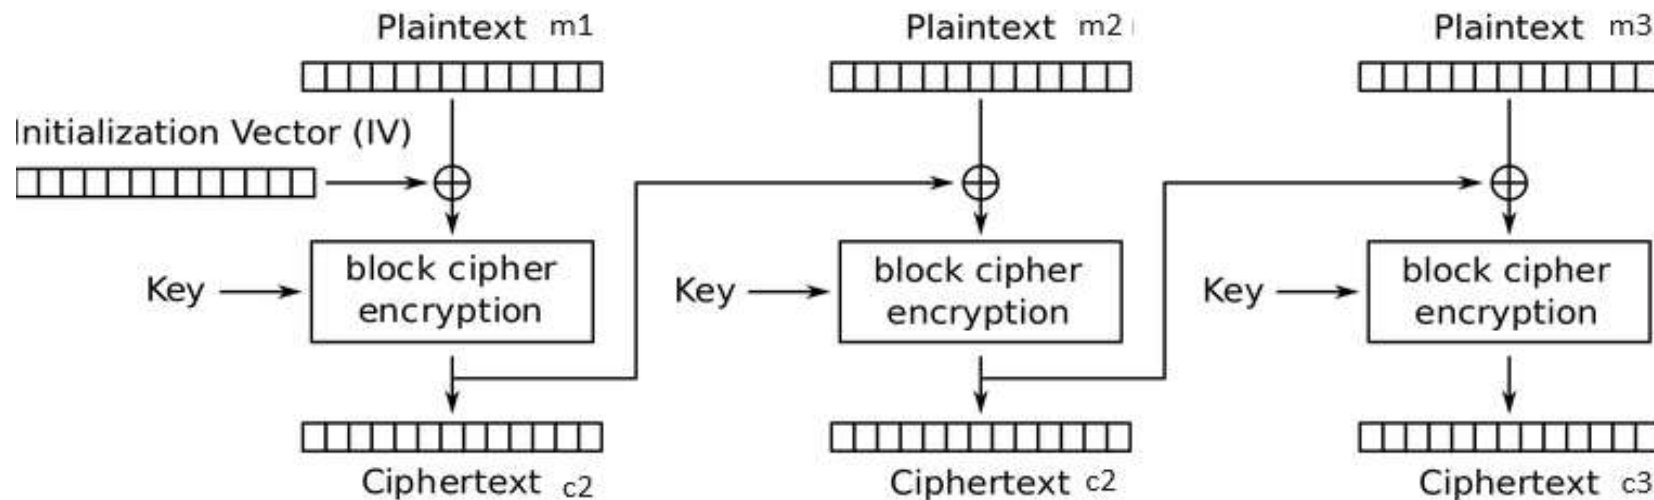 Plaintext m1
Plaintext m2
Plaintext m3
nitialization Vector (IV)
Key
block cipher
encryption
Key
block cipher
encryption
Key
block cipher
encryption
Ciphertext c2
Ciphertext c2
Ciphertext c3